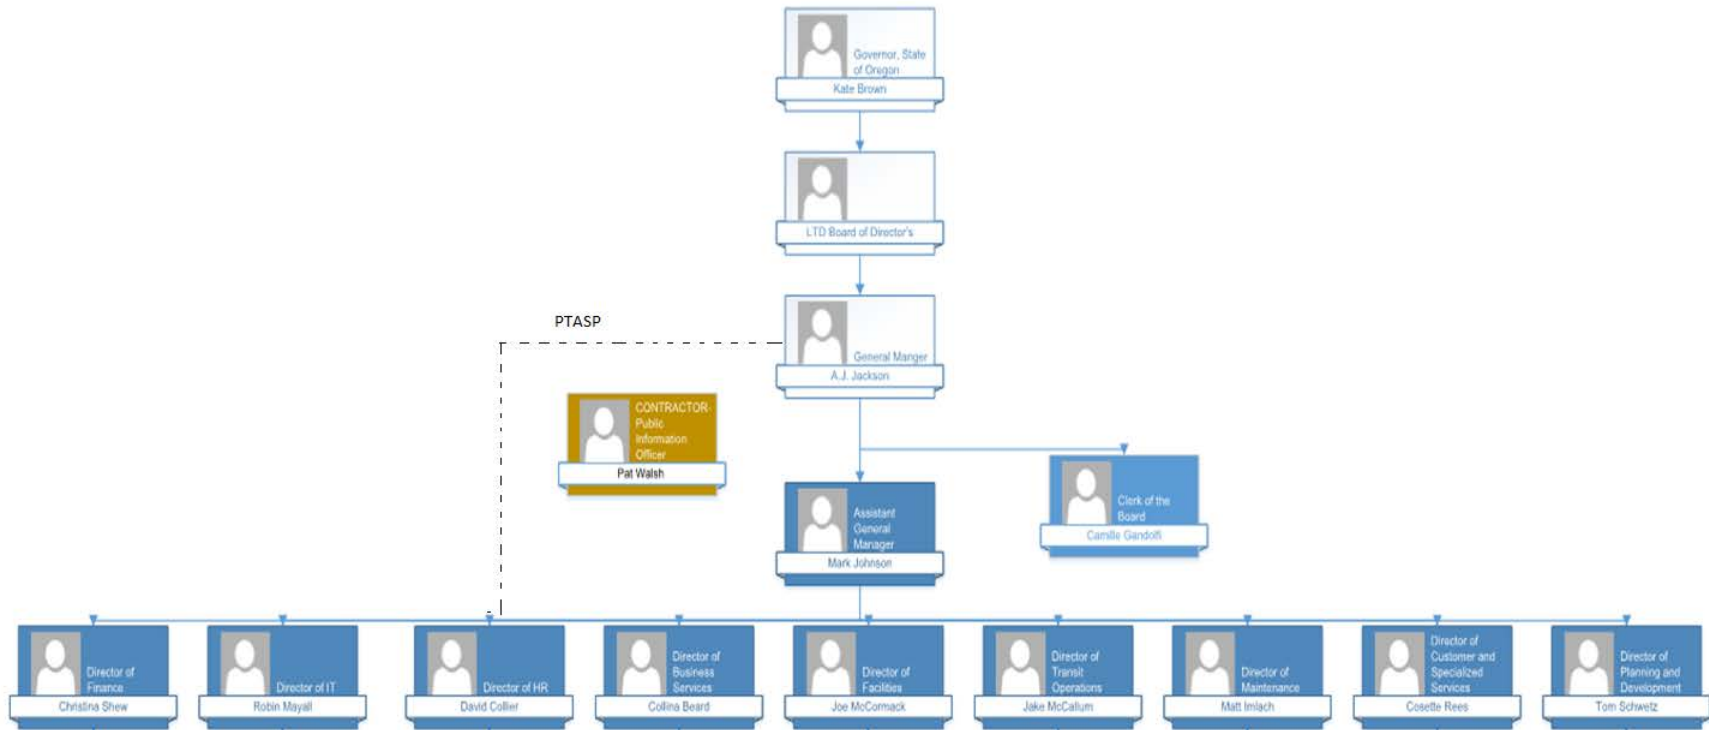 Governor, State
of Oregon
Kate Brown
LTD Board of Director's
PTASP
General Manger
A.J. Jackson
CONTRACTOR-
Public
Information
Officer
Pat Walsh
Assistant
General
Manager
Mark Johnson
Clerk of the
Board
Camille Gandolfi
Director of
Finance
Christina Shew
Director of IT
Robin Mayall
Director of HR
David Collier
Director of
Business
Services
Collina Beard
Director of
Facilities
Joe McCormack
Director of
Transit
Operations
Jake McCallum
Director of
Maintenance
Matt Imlach
Director of
Customer and
Specialized
Services
Cosette Rees
Director of
Planning and
Development
Tom Schwetz